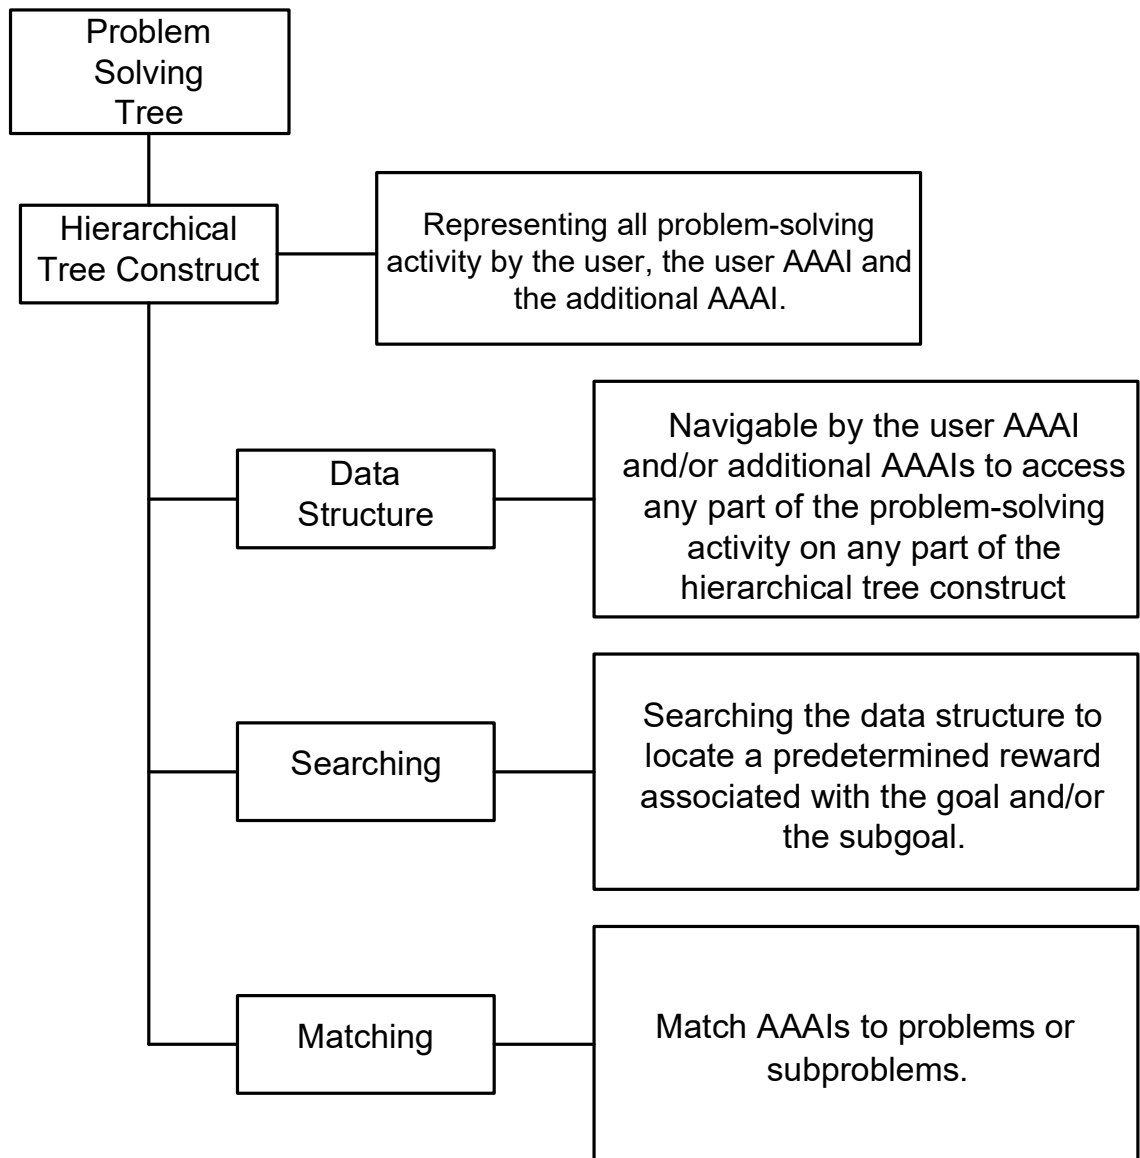 Problem
Solving
Tree
Hierarchical
Tree Construct
Representing all problem-solving
activity by the user, the user AAAI and
the additional AAAI.
Data
Structure
Navigable by the user AAAI
and/or additional AAAIs to access
any part of the problem-solving
activity on any part of the
hierarchical tree construct
Searching
Searching the data structure to
locate a predetermined reward
associated with the goal and/or
the subgoal.
Matching
Match AAAIs to problems or
subproblems.